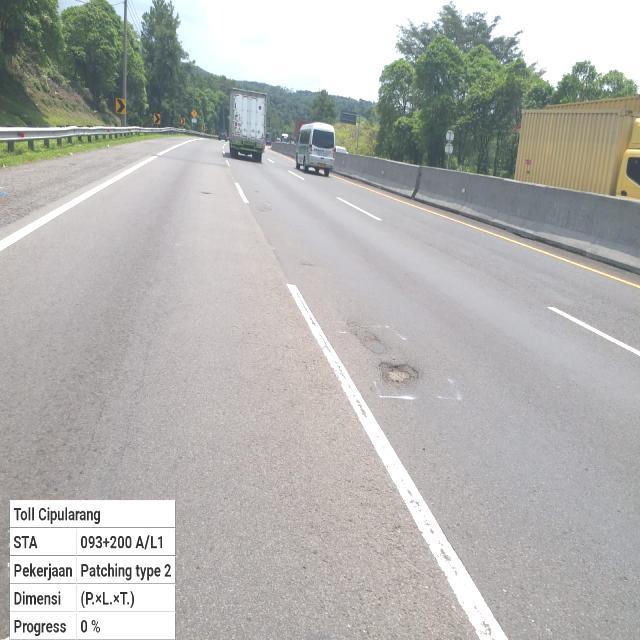 Toll Cipularang
STA 093+200 A/L1
Pekerjaan Patching type 2
Dimensi (P.×L.×T.)
Progress 0 %